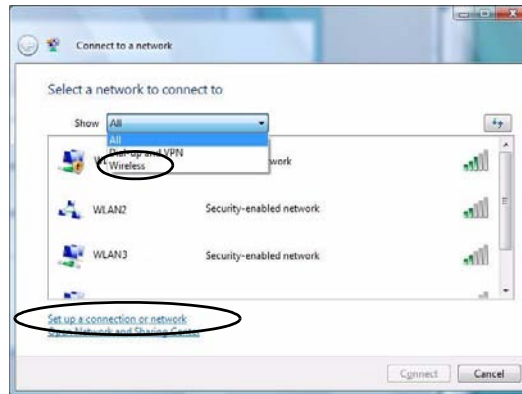 Connect to a network
Select a network to connect to
Show All
All
Dial-up and VPN
Wireless
work
WLAN2 Security-enabled network
WLAN3 Security-enabled network
Set up a connection or network
Open Network and Sharing Center
Connect Cancel